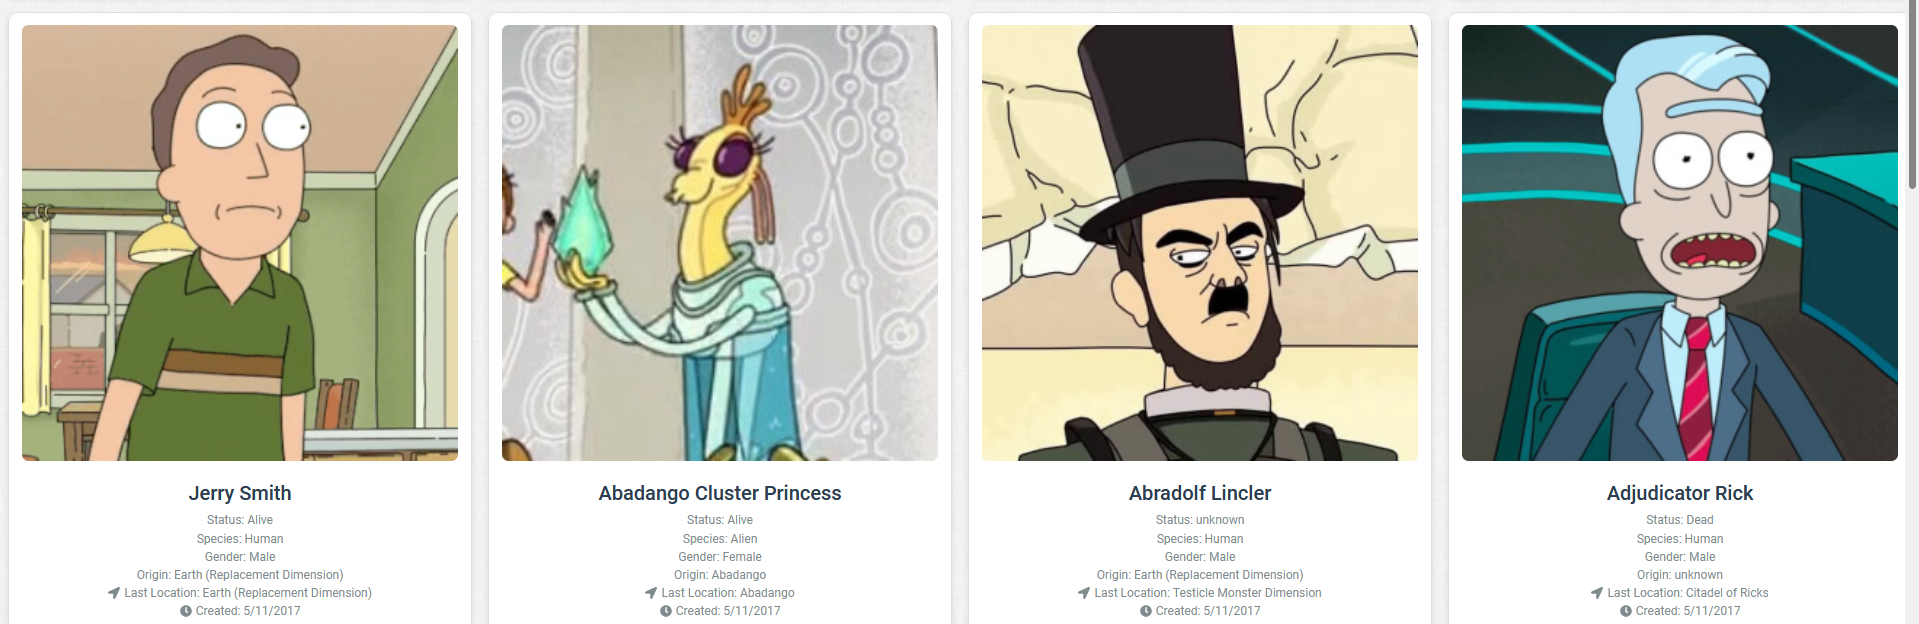 Jerry Smith
Status: Alive
Species: Human
Gender: Male
Origin: Earth (Replacement Dimension)
Last Location: Earth (Replacement Dimension)
Created: 5/11/2017
Abadango Cluster Princess
Status: Alive
Species: Alien
Gender: Female
Origin: Abadango
Last Location: Abadango
Created: 5/11/2017
Abradolf Lincler
Status: unknown
Species: Human
Gender: Male
Origin: Earth (Replacement Dimension)
Last Location: Testicle Monster Dimension
Created: 5/11/2017
Adjudicator Rick
Status: Dead
Species: Human
Gender: Male
Origin: unknown
Last Location: Citadel of Ricks
Created: 5/11/2017